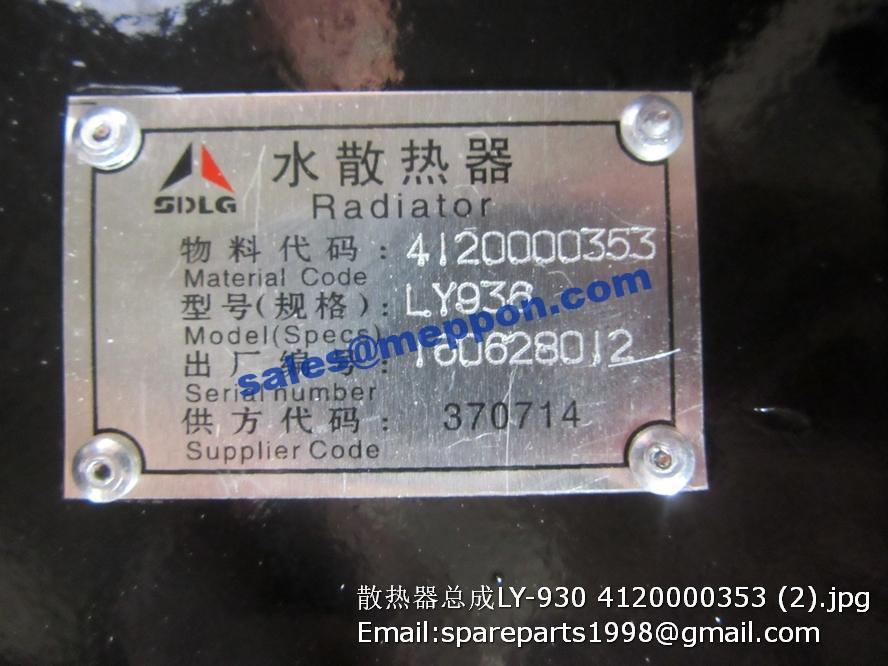 SDLG
水散热器
Radiator
物料代码: 4120000353
Material Code
型号(规格): LY936
Model(Specs)
sales@meppon.com
出厂编号: 160628012
Serial number
供方代码: 370714
Supplier Code
散热器总成LY-930 4120000353 (2).jpg
Email:spareparts1998@gmail.com